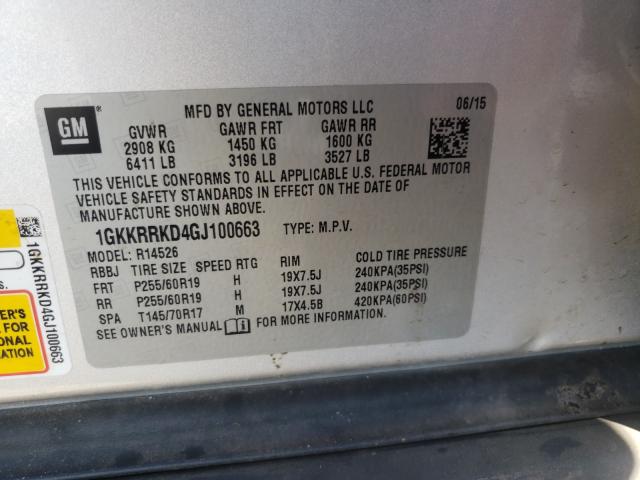 GM
MFD BY GENERAL MOTORS LLC 06/15
GVWR GAWR FRT GAWR RR
2908 KG 1450 KG 1600 KG
6411 LB 3196 LB 3527 LB
THIS VEHICLE CONFORMS TO ALL APPLICABLE U.S. FEDERAL MOTOR
VEHICLE SAFETY STANDARDS IN EFFECT ON THE DATE OF
MANUFACTURE SHOWN ABOVE.
1GKKRRKD4GJ100663 TYPE: M.P.V.
MODEL: R14526
RBBJ TIRE SIZE SPEED RTG RIM COLD TIRE PRESSURE
FRT P255/60R19 H 19X7.5J 240KPA(35PSI)
RR P255/60R19 H 19X7.5J 240KPA(35PSI)
SPA T145/70R17 M 17X4.5B 420KPA(60PSI)
SEE OWNER'S MANUAL FOR MORE INFORMATION.
1GKKRRKD4GJ100663
ER'S
FOR
ONAL
ATION